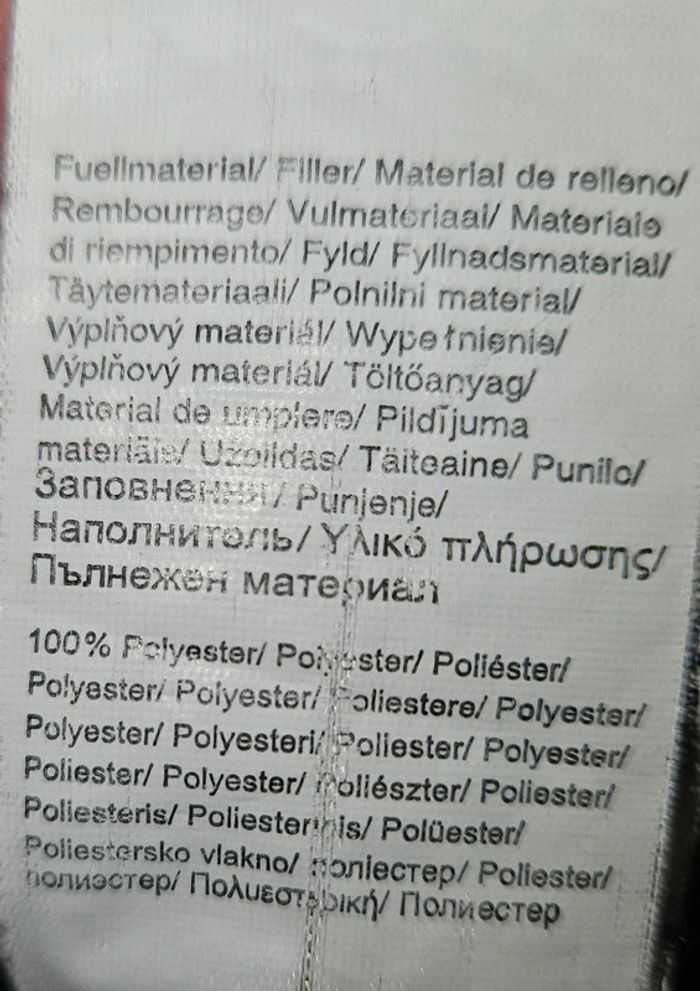 Fuellmaterial/ Filler/ Material de relleno/
Rembourrage/ Vulmateriaal/ Materiale
di riempimento/ Fyld/ Fyllnadsmaterial/
Täytemateriaali/ Polnilni material/
Výplňový materiál/ Wypełnienie/
Výplňový materiál/ Töltőanyag/
Material de umplere/ Pildījuma
materiāls/ Užpildas/ Täiteaine/ Punilo/
Заповнення/ Punjenje/
Наполнитель/ Υλικό πλήρωσης/
Пълнежен материал
100% Polyester/ Polyester/ Poliéster/
Polyester/ Polyester/ Poliestere/ Polyester/
Polyester/ Polyesteri/ Poliester/ Polyester/
Poliester/ Polyester/ Poliészter/ Poliester/
Poliesteris/ Polüester/
Poliestersko vlakno/ поліестер/ Poliester/
полиэстер/ Πολυεστερική/ Полиестер